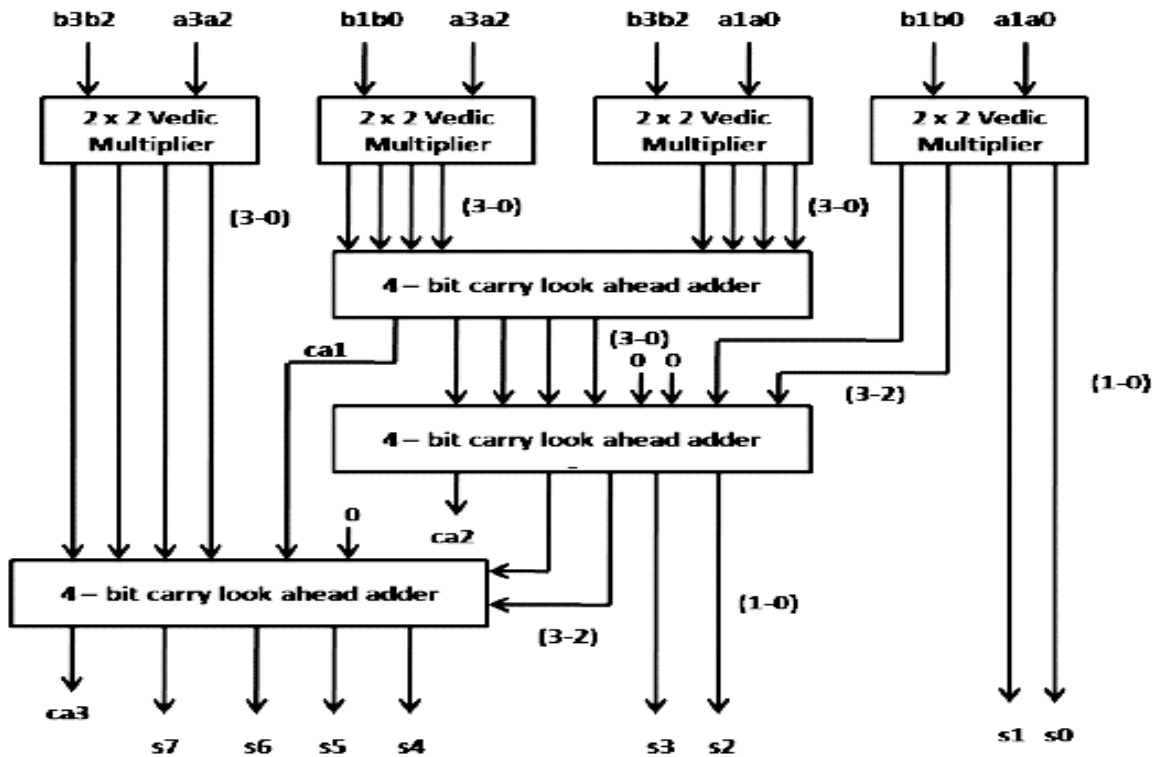 b3b2 a3a2 b1b0 a3a2 b3b2 a1a0 b1b0 a1a0
2 x 2 Vedic Multiplier
2 x 2 Vedic Multiplier
2 x 2 Vedic Multiplier
2 x 2 Vedic Multiplier
(3-0) (3-0) (3-0)
4 – bit carry look ahead adder
ca1 (3-0)
0 0
(3-2) (1-0)
4 – bit carry look ahead adder
0 ca2
4 – bit carry look ahead adder
(3-2) (1-0)
ca3
s7 s6 s5 s4 s3 s2 s1 s0